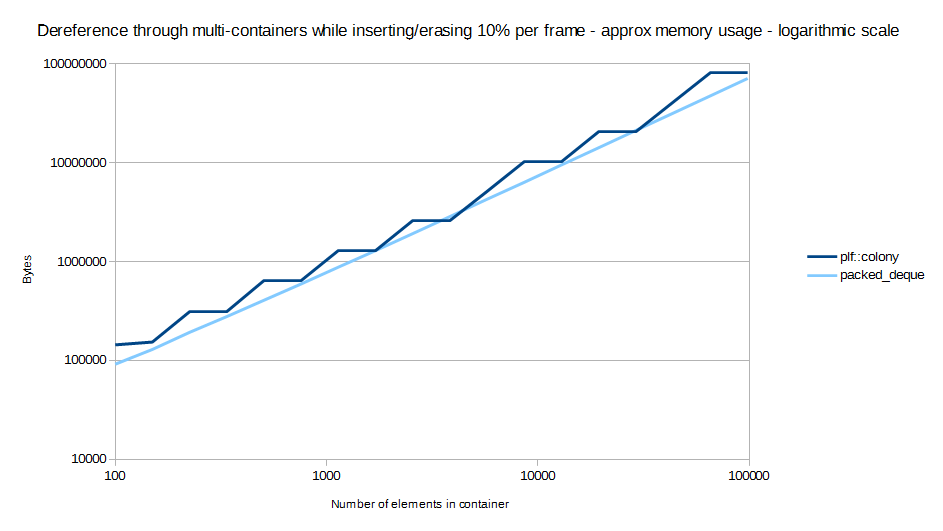 Dereference through multi-containers while inserting/erasing 10% per frame - approx memory usage - logarithmic scale
100000000
10000000
1000000
100000
10000
Bytes
100
1000
10000
100000
Number of elements in container
plf::colony
packed_deque